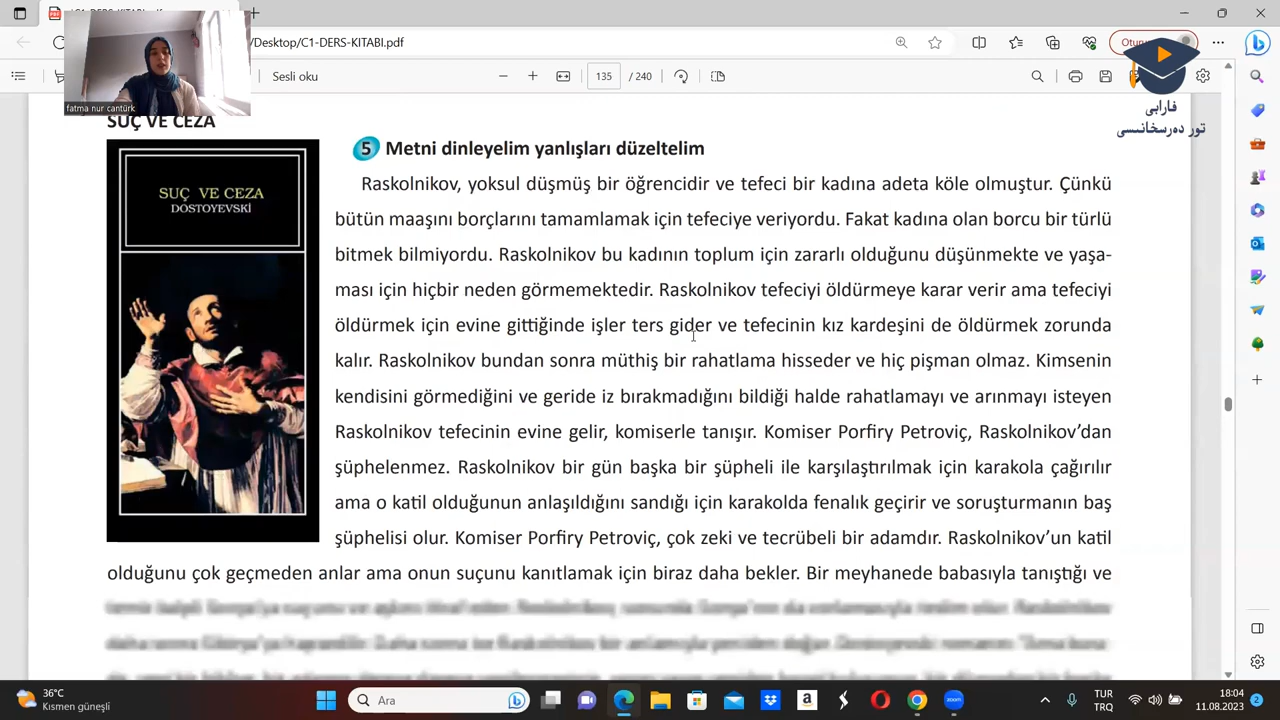 /Desktop/C1-DERS-KITABI.pdf
Sesli oku
135 / 240
fatma nur cantürk
فارابى
تور دەرسخانىسى
SUÇ VE CEZA
SUÇ VE CEZA
DOSTOYEVSKİ
5 Metni dinleyelim yanlışları düzeltelim
Raskolnikov, yoksul düşmüş bir öğrencidir ve tefeci bir kadına adeta köle olmuştur. Çünkü
bütün maaşını borçlarını tamamlamak için tefeciye veriyordu. Fakat kadına olan borcu bir türlü
bitmek bilmiyordu. Raskolnikov bu kadının toplum için zararlı olduğunu düşünmekte ve yaşa-
ması için hiçbir neden görmemektedir. Raskolnikov tefeciyi öldürmeye karar verir ama tefeciyi
öldürmek için evine gittiğinde işler ters gider ve tefecinin kız kardeşini de öldürmek zorunda
kalır. Raskolnikov bundan sonra müthiş bir rahatlama hisseder ve hiç pişman olmaz. Kimsenin
kendisini görmediğini ve geride iz bırakmadığını bildiği halde rahatlamayı ve arınmayı isteyen
Raskolnikov tefecinin evine gelir, komiserle tanışır. Komiser Porfiry Petroviç, Raskolnikov'dan
şüphelenmez. Raskolnikov bir gün başka bir şüpheli ile karşılaştırılmak için karakola çağırılır
ama o katil olduğunun anlaşıldığını sandığı için karakolda fenalık geçirir ve soruşturmanın baş
şüphelisi olur. Komiser Porfiry Petroviç, çok zeki ve tecrübeli bir adamdır. Raskolnikov'un katil
olduğunu çok geçmeden anlar ama onun suçunu kanıtlamak için biraz daha bekler. Bir meyhanede babasıyla tanıştığı ve
36°C
Kısmen güneşli
Ara
TUR
TRQ
18:04
11.08.2023